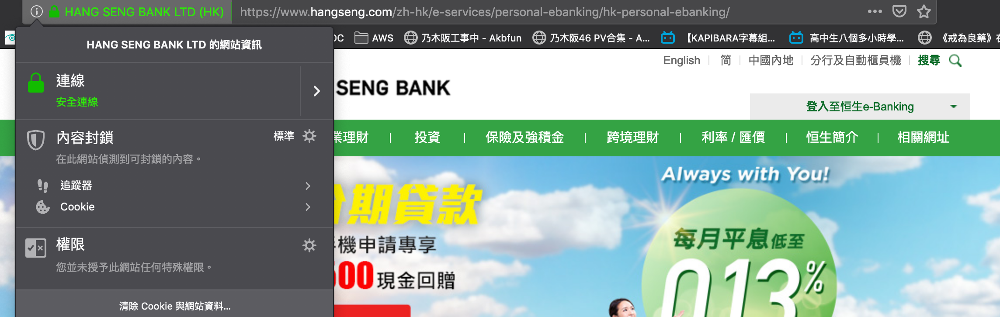 HANG SENG BANK LTD (HK)
https://www.hangseng.com/zh-hk/e-services/personal-ebanking/hk-personal-ebanking/
AWS
乃木阪工事中 - Akbfun
乃木阪46 PV合集 - A...
【KAPIBARA字幕組...
高中生八個多小時學...
《戒為良藥》在
HANG SENG BANK LTD 的網站資訊
連線
安全連線
內容封鎖
標準
在此網站偵測到可封鎖的內容。
追蹤器
Cookie
權限
您並未授予此網站任何特殊權限。
清除 Cookie 與網站資料...
English
简
中國內地
分行及自動櫃員機
搜尋
SENG BANK
登入至恒生e-Banking
業理財
投資
保險及強積金
跨境理財
利率 / 匯價
恒生簡介
相關網址
Always with You!
分期貸款
手機申請專享
500現金回贈
每月平息低至
0.13%